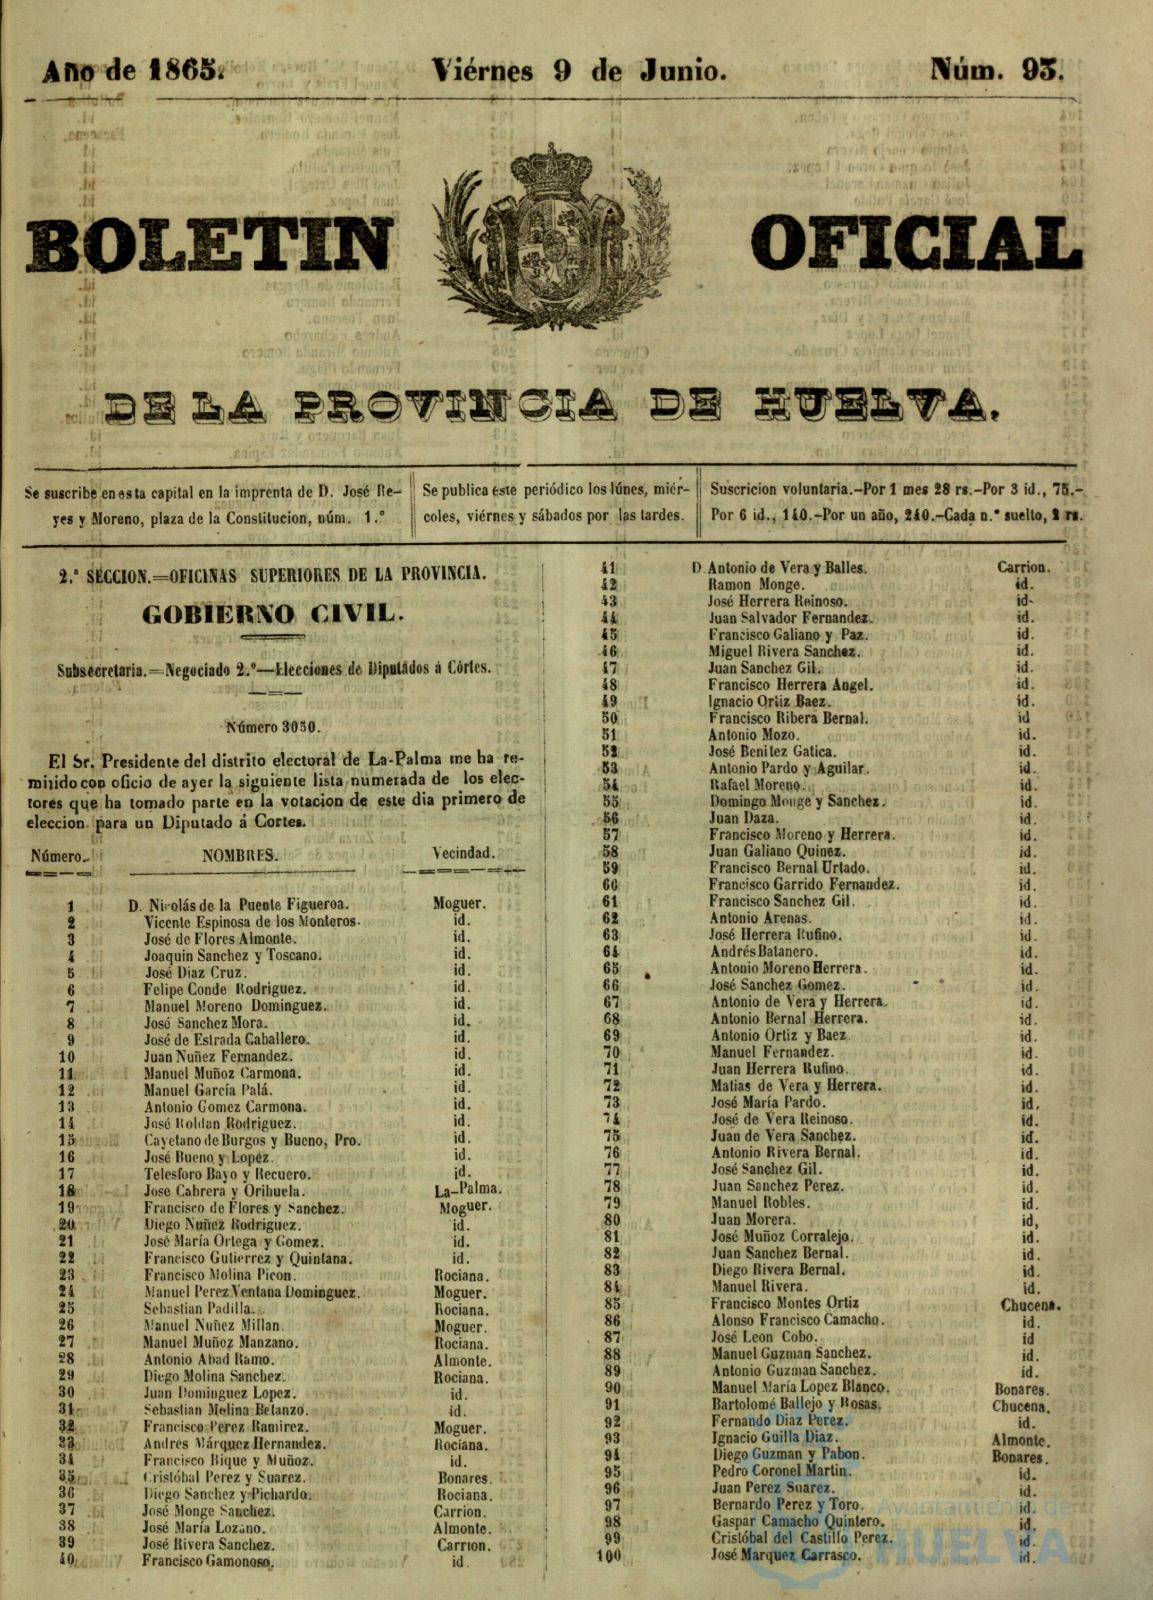 Año de 1865.
Viérnes 9 de Junio.
Núm. 93.
BOLETIN OFICIAL
DE LA PROVINCIA DE HUELVA.
Se suscribe en esta capital en la imprenta de D. José Re-
yes y Moreno, plaza de la Constitucion, núm. 1.º
Se publica este periódico los lúnes, miér-
coles, viérnes y sábados por las tardes.
Suscricion voluntaria.-Por 1 mes 28 rs.-Por 3 id., 75.-
Por 6 id., 140.-Por un año, 240.-Cada n.º suelto, 2 rs.
2.ª SECCION.=OFICINAS SUPERIORES DE LA PROVINCIA.
GOBIERNO CIVIL.
Subsecretaria.=Negociado 2.º—Elecciones de Diputados á Córtes.
Número 3050.
El Sr. Presidente del distrito electoral de La-Palma me ha re-
mitido con oficio de ayer la siguiente lista numerada de los elec-
tores que ha tomado parte en la votacion de este dia primero de
eleccion para un Diputado á Cortes.
Número. NOMBRES. Vecindad.
1 D. Nicolás de la Puente Figueroa. Moguer.
2 Vicente Espinosa de los Monteros. id.
3 José de Flores Almonte. id.
4 Joaquin Sanchez y Toscano. id.
5 José Diaz Cruz. id.
6 Felipe Conde Rodriguez. id.
7 Manuel Moreno Dominguez. id.
8 José Sanchez Mora. id.
9 José de Estrada Caballero. id.
10 Juan Nuñez Fernandez. id.
11 Manuel Muñoz Carmona. id.
12 Manuel García Palá. id.
13 Antonio Gomez Carmona. id.
14 José Roldan Rodriguez. id.
15 Cayetano de Burgos y Bueno, Pro. id.
16 José Bueno y Lopez. id.
17 Telesforo Bayo y Recuero. id.
18 Jose Cabrera y Orihuela. La-Palma.
19 Francisco de Flores y Sanchez. Moguer.
20 Diego Nuñez Rodriguez. id.
21 José María Ortega y Gomez. id.
22 Francisco Gutierrez y Quintana. id.
23 Francisco Molina Picon. Rociana.
24 Manuel Perez Ventana Dominguez. Moguer.
25 Sebastian Padilla. Rociana.
26 Manuel Nuñez Millan. Moguer.
27 Manuel Muñoz Manzano. Rociana.
28 Antonio Abad Ramo. Almonte.
29 Diego Molina Sanchez. Rociana.
30 Juan Dominguez Lopez. id.
31 Sebastian Molina Betanzo. id.
32 Francisco Perez Ramirez. Moguer.
33 Andrés Márquez Hernandez. Rociana.
34 Francisco Rique y Muñoz. id.
35 Cristóbal Perez y Suarez. Bonares.
36 Diego Sanchez y Pichardo. Rociana.
37 José Monge Sanchez. Carrion.
38 José María Lozano. Almonte.
39 José Rivera Sanchez. Carrion.
40 Francisco Gamonoso. id.
41 D. Antonio de Vera y Balles. Carrion.
42 Ramon Monge. id.
43 José Herrera Reinoso. id-
44 Juan Salvador Fernandez. id.
45 Francisco Galiano y Paz. id.
46 Miguel Rivera Sanchez. id.
47 Juan Sanchez Gil. id.
48 Francisco Herrera Angel. id.
49 Ignacio Ortiz Baez. id.
50 Francisco Ribera Bernal. id
51 Antonio Mozo. id.
52 José Benitez Gatica. id.
53 Antonio Pardo y Aguilar. id.
54 Rafael Moreno. id.
55 Domingo Monge y Sanchez. id.
56 Juan Daza. id.
57 Francisco Moreno y Herrera. id.
58 Juan Galiano Quinez. id.
59 Francisco Bernal Urtado. id.
60 Francisco Garrido Fernandez. id.
61 Francisco Sanchez Gil. id.
62 Antonio Arenas. id.
63 José Herrera Rufino. id.
64 Andrés Batanero. id.
65 Antonio Moreno Herrera. id.
66 José Sanchez Gomez. id.
67 Antonio de Vera y Herrera. id.
68 Antonio Bernal Herrera. id.
69 Antonio Ortiz y Baez id.
70 Manuel Fernandez. id.
71 Juan Herrera Rufino. id.
72 Matias de Vera y Herrera. id.
73 José María Pardo. id.
74 José de Vera Reinoso. id.
75 Juan de Vera Sanchez. id.
76 Antonio Rivera Bernal. id.
77 José Sanchez Gil. id.
78 Juan Sanchez Perez. id.
79 Manuel Robles. id.
80 Juan Morera. id,
81 José Muñoz Corralejo. id.
82 Juan Sanchez Bernal. id.
83 Diego Rivera Bernal. id.
84 Manuel Rivera. id.
85 Francisco Montes Ortiz Chucena.
86 Alonso Francisco Camacho. id.
87 José Leon Cobo. id
88 Manuel Guzman Sanchez. id.
89 Antonio Guzman Sanchez. id.
90 Manuel María Lopez Blanco. Bonares.
91 Bartolomé Ballejo y Rosas. Chucena.
92 Fernando Diaz Perez. id.
93 Ignacio Guilla Diaz. Almonte.
94 Diego Guzman y Pabon. Bonares.
95 Pedro Coronel Martin. id.
96 Juan Perez Suarez. id.
97 Bernardo Perez y Toro. id.
98 Gaspar Camacho Quintero. id.
99 Cristóbal del Castillo Perez. id.
100 José Marquez Carrasco. id.
Ayuntamiento de
HUELVA